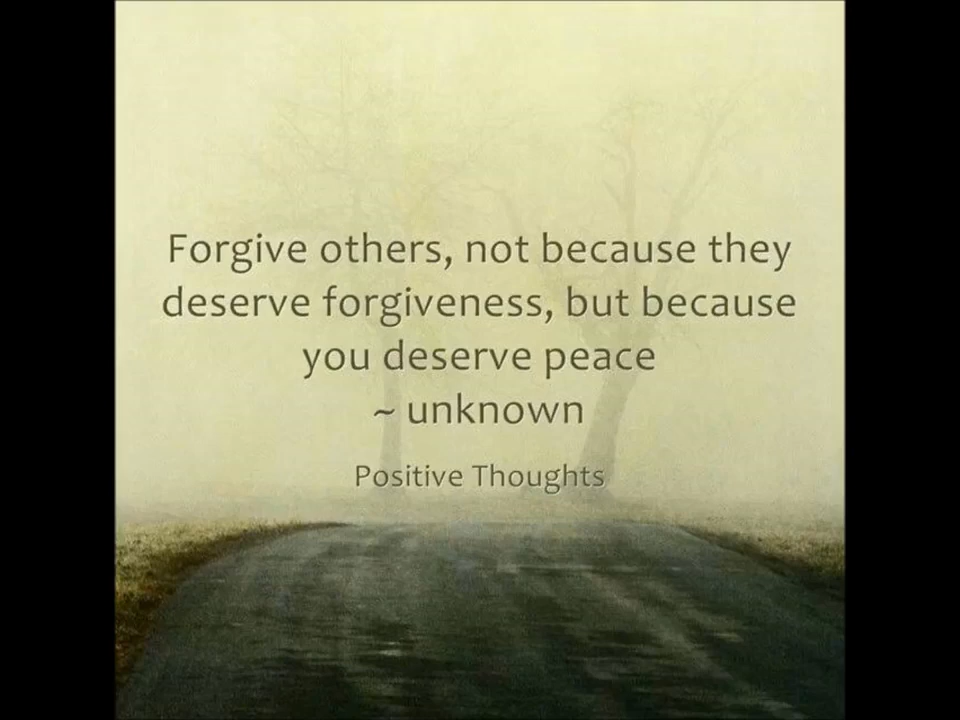 Forgive others, not because they
deserve forgiveness, but because
you deserve peace
~ unknown
Positive Thoughts